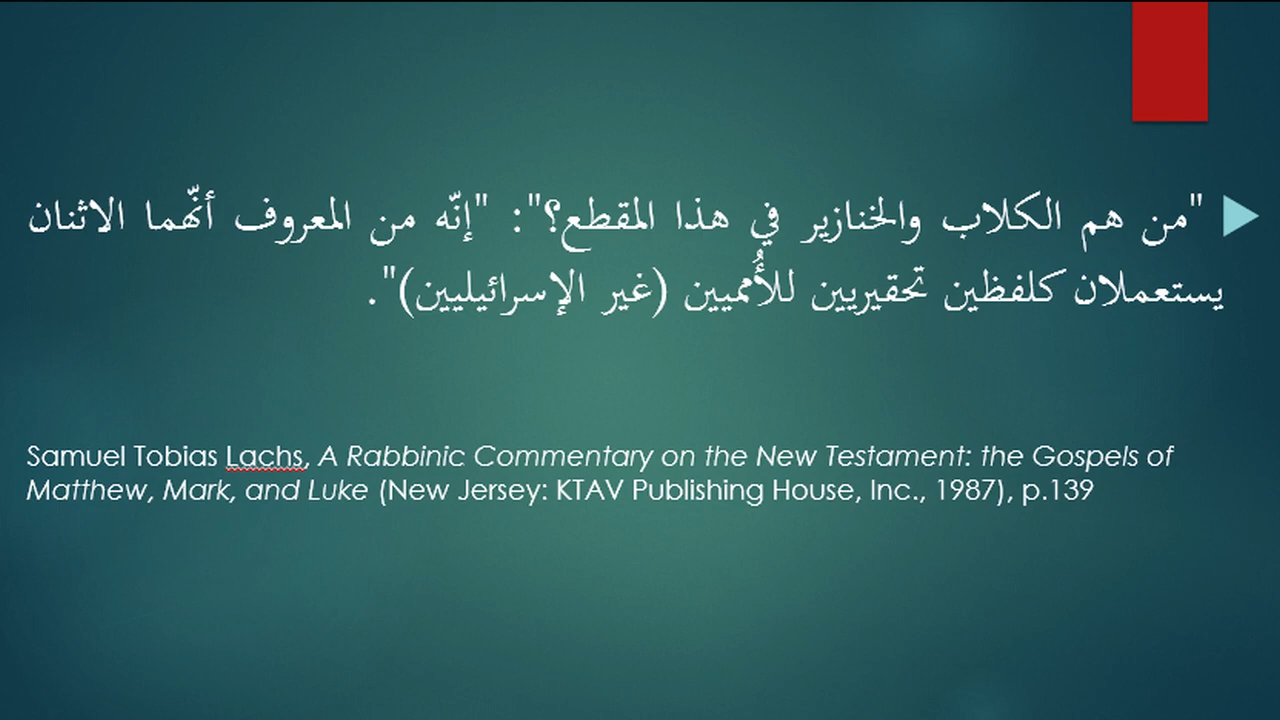 "من هم الكلاب والخنازير في هذا المقطع؟": "إنّه من المعروف أنّهما الاثنان
يستعملان كلفظين تحقيريين للأُمميين (غير الإسرائيليين)".
Samuel Tobias Lachs, A Rabbinic Commentary on the New Testament: the Gospels of
Matthew, Mark, and Luke (New Jersey: KTAV Publishing House, Inc., 1987), p.139